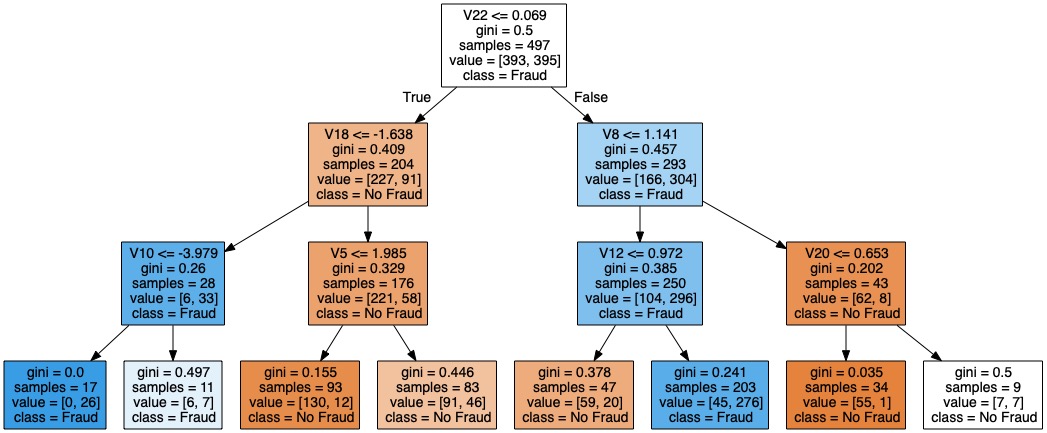 V22 <= 0.069
gini = 0.5
samples = 497
value = [393, 395]
class = Fraud
True
False
V18 <= -1.638
gini = 0.409
samples = 204
value = [227, 91]
class = No Fraud
V8 <= 1.141
gini = 0.457
samples = 293
value = [166, 304]
class = Fraud
V10 <= -3.979
gini = 0.26
samples = 28
value = [6, 33]
class = Fraud
V5 <= 1.985
gini = 0.329
samples = 176
value = [221, 58]
class = No Fraud
V12 <= 0.972
gini = 0.385
samples = 250
value = [104, 296]
class = Fraud
V20 <= 0.653
gini = 0.202
samples = 43
value = [62, 8]
class = No Fraud
gini = 0.0
samples = 17
value = [0, 26]
class = Fraud
gini = 0.497
samples = 11
value = [6, 7]
class = Fraud
gini = 0.155
samples = 93
value = [130, 12]
class = No Fraud
gini = 0.446
samples = 83
value = [91, 46]
class = No Fraud
gini = 0.378
samples = 47
value = [59, 20]
class = No Fraud
gini = 0.241
samples = 203
value = [45, 276]
class = Fraud
gini = 0.035
samples = 34
value = [55, 1]
class = No Fraud
gini = 0.5
samples = 9
value = [7, 7]
class = No Fraud